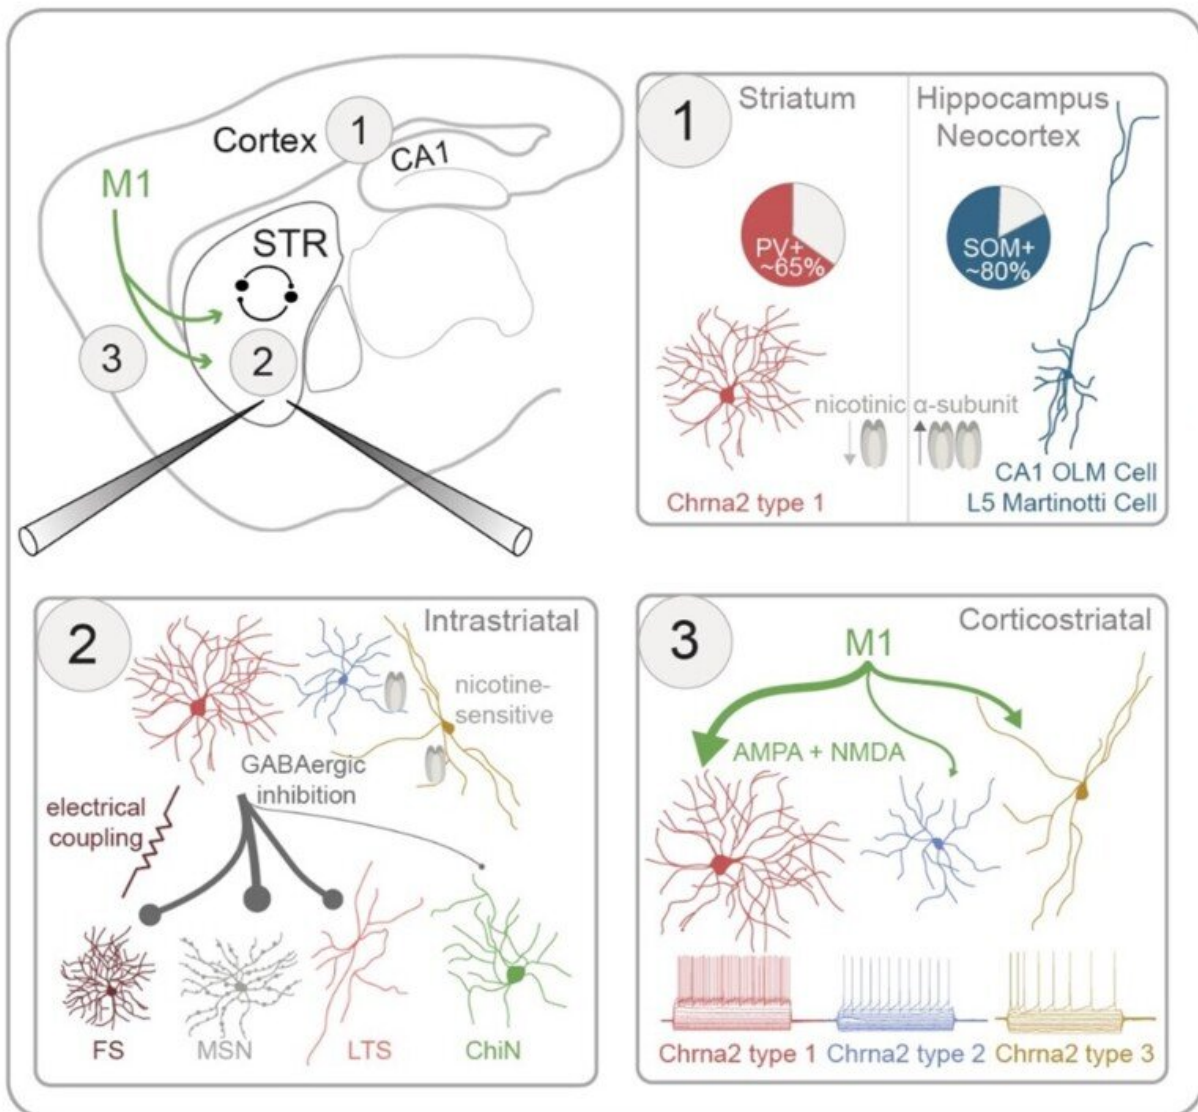 Cortex
1
CA1
M1
STR
3
2
1
Striatum
Hippocampus
Neocortex
PV+
~65%
SOM+
~80%
nicotinic α-subunit
Chrna2 type 1
CA1 OLM Cell
L5 Martinotti Cell
2
Intrastriatal
nicotine-
sensitive
GABAergic
inhibition
electrical
coupling
FS
MSN
LTS
ChiN
3
Corticostriatal
M1
AMPA + NMDA
Chrna2 type 1
Chrna2 type 2
Chrna2 type 3